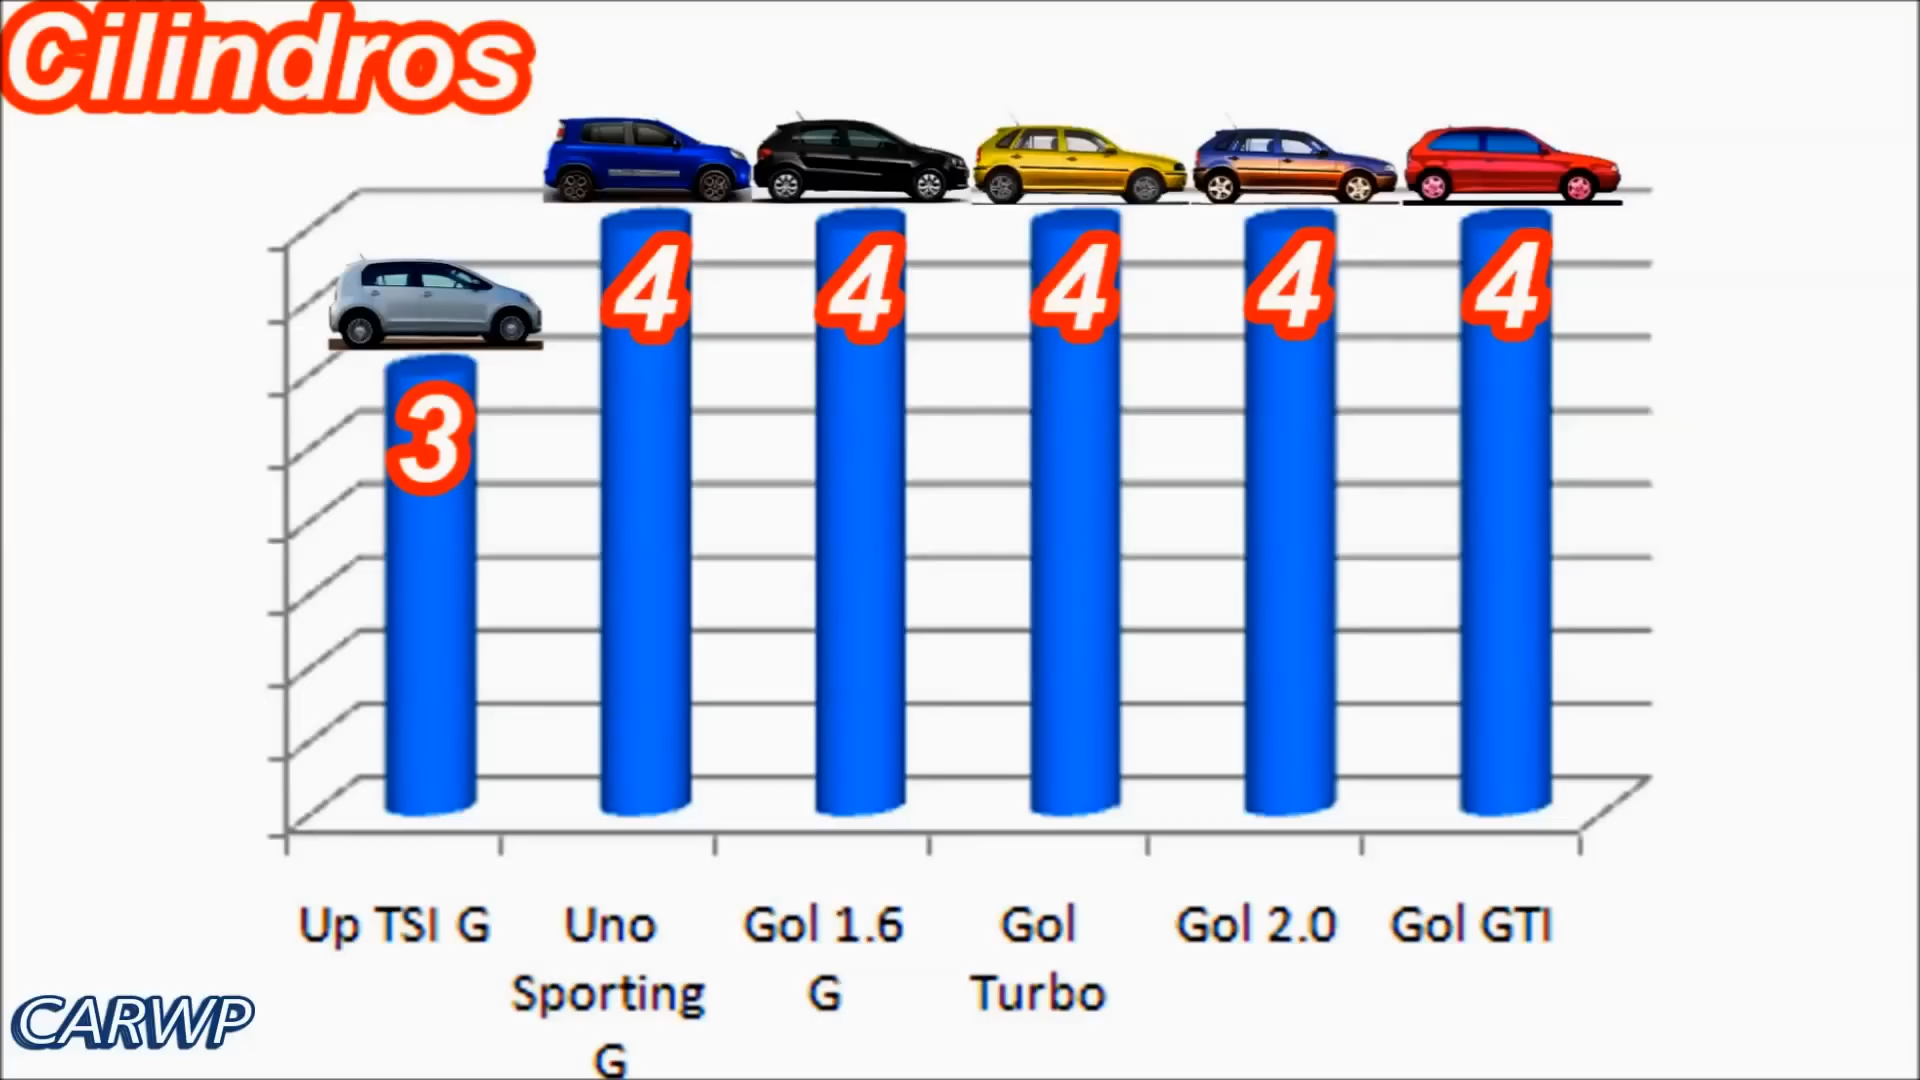 Cilindros
3
4
4
4
4
4
Up TSI G
Uno
Sporting
G
Gol 1.6
G
Gol
Turbo
Gol 2.0
Gol GTI
CARWP